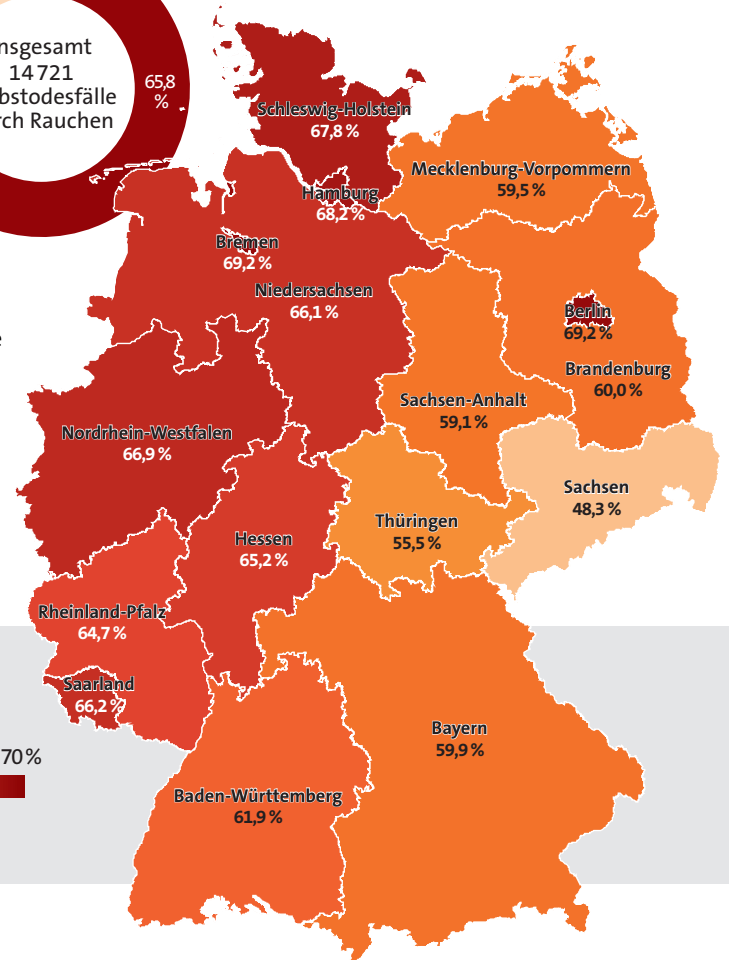 nsgesamt
14 721
bstodesfälle
rch Rauchen
65,8
%
Schleswig-Holstein
67,8 %
Mecklenburg-Vorpommern
59,5 %
Hamburg
68,2 %
Bremen
69,2 %
Niedersachsen
66,1 %
Berlin
69,2 %
Brandenburg
60,0 %
Sachsen-Anhalt
59,1 %
Nordrhein-Westfalen
66,9 %
Sachsen
48,3 %
Thüringen
55,5 %
Hessen
65,2 %
Rheinland-Pfalz
64,7 %
Saarland
66,2 %
Bayern
59,9 %
70 %
Baden-Württemberg
61,9 %